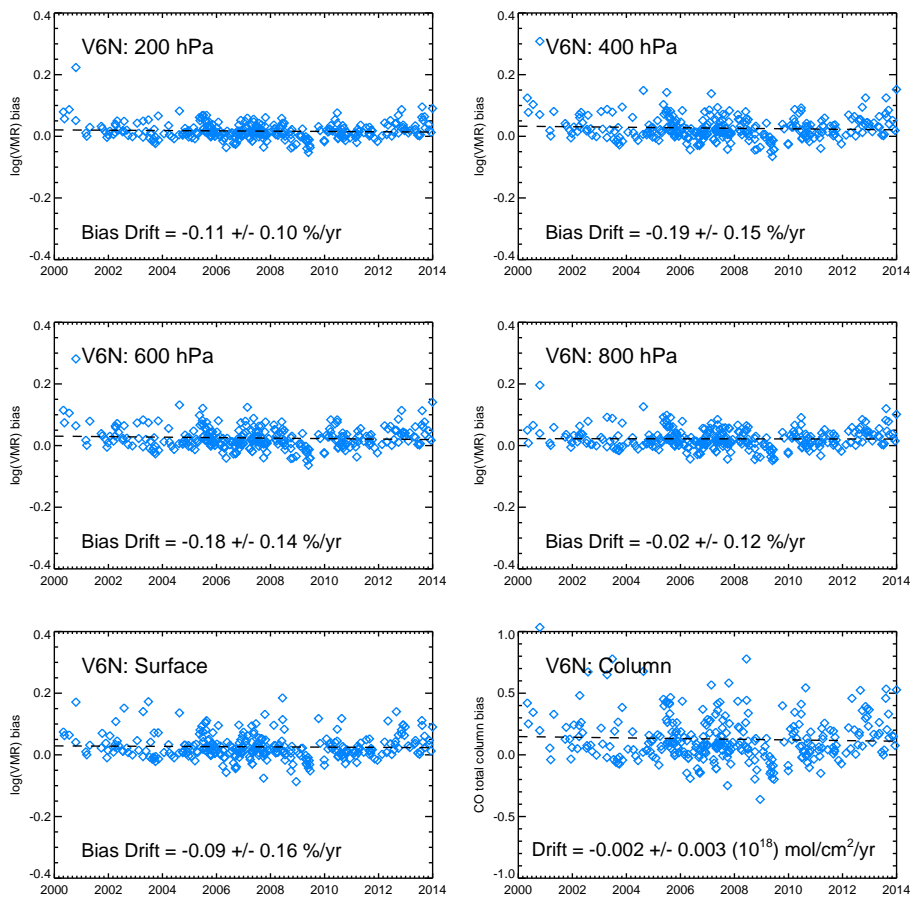 V6N: 200 hPa
0.4
0.2
0.0
-0.2
-0.4
log(VMR) bias
Bias Drift = -0.11 +/- 0.10 %/yr
2000 2002 2004 2006 2008 2010 2012 2014
V6N: 400 hPa
0.4
0.2
0.0
-0.2
-0.4
log(VMR) bias
Bias Drift = -0.19 +/- 0.15 %/yr
2000 2002 2004 2006 2008 2010 2012 2014
V6N: 600 hPa
0.4
0.2
0.0
-0.2
-0.4
log(VMR) bias
Bias Drift = -0.18 +/- 0.14 %/yr
2000 2002 2004 2006 2008 2010 2012 2014
V6N: 800 hPa
0.4
0.2
0.0
-0.2
-0.4
log(VMR) bias
Bias Drift = -0.02 +/- 0.12 %/yr
2000 2002 2004 2006 2008 2010 2012 2014
V6N: Surface
0.4
0.2
0.0
-0.2
-0.4
log(VMR) bias
Bias Drift = -0.09 +/- 0.16 %/yr
2000 2002 2004 2006 2008 2010 2012 2014
V6N: Column
1.0
0.5
0.0
-0.5
-1.0
CO total column bias
Drift = -0.002 +/- 0.003 (10^18) mol/cm^2/yr
2000 2002 2004 2006 2008 2010 2012 2014